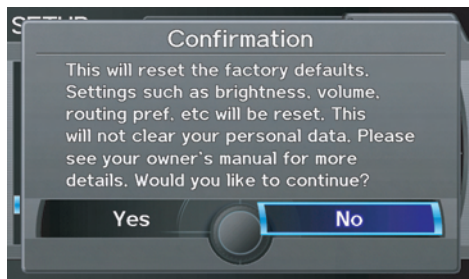 SETUP
Confirmation
This will reset the factory defaults.
Settings such as brightness, volume,
routing pref. etc will be reset. This
will not clear your personal data. Please
see your owner's manual for more
details. Would you like to continue?
Yes
No